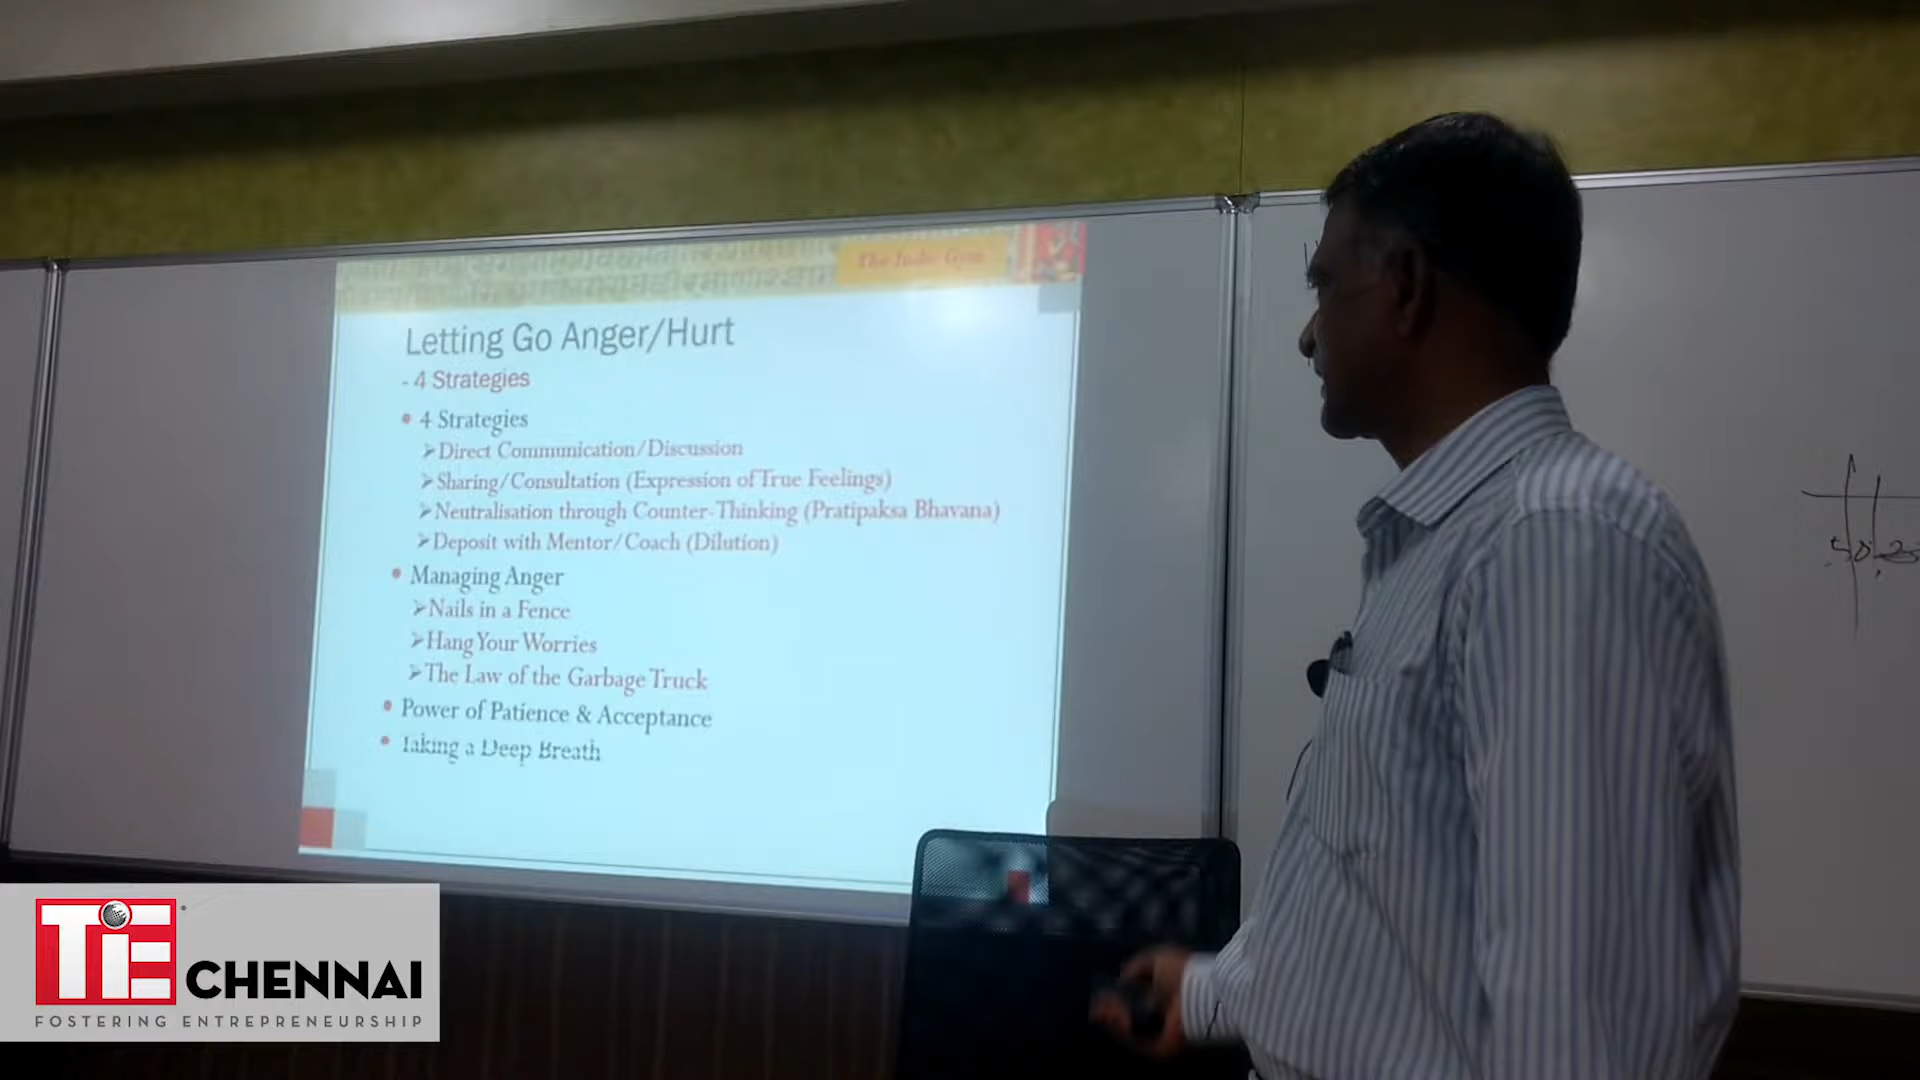 The Indic Gym
Letting Go Anger/Hurt
- 4 Strategies
• 4 Strategies
➢Direct Communication/Discussion
➢Sharing/Consultation (Expression of True Feelings)
➢Neutralisation through Counter-Thinking (Pratipaksa Bhavana)
➢Deposit with Mentor/Coach (Dilution)
• Managing Anger
➢Nails in a Fence
➢Hang Your Worries
➢The Law of the Garbage Truck
• Power of Patience & Acceptance
• Taking a Deep Breath
TiE CHENNAI
FOSTERING ENTREPRENEURSHIP